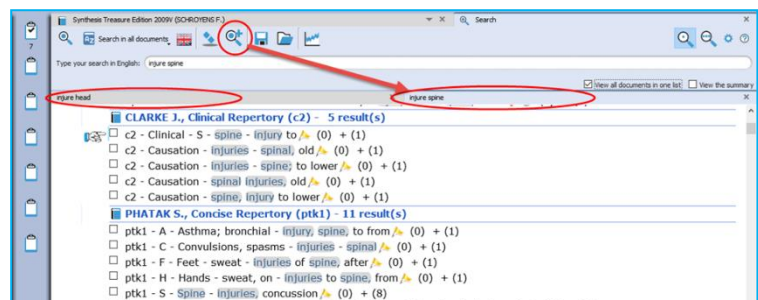 Synthesis Treasure Edition 2009V (SCHROYENS F.)
Search
Search in all documents
7
Type your search in English: injure spine
View all documents in one list View the summary
injure head
injure spine
CLARKE J., Clinical Repertory (c2) - 5 result(s)
c2 - Clinical - S - spine - injury to (0) + (1)
c2 - Causation - injuries - spinal, old (0) + (1)
c2 - Causation - injuries - spine; to lower (0) + (1)
c2 - Causation - spinal injuries, old (0) + (1)
c2 - Causation - spine, injury to lower (0) + (1)
PHATAK S., Concise Repertory (ptk1) - 11 result(s)
ptk1 - A - Asthma; bronchial - injury, spine, to from (0) + (1)
ptk1 - C - Convulsions, spasms - injuries - spinal (0) + (1)
ptk1 - F - Feet - sweat - injuries of spine, after (0) + (1)
ptk1 - H - Hands - sweat, on - injuries to spine, from (0) + (1)
ptk1 - S - Spine - injuries, concussion (0) + (8)